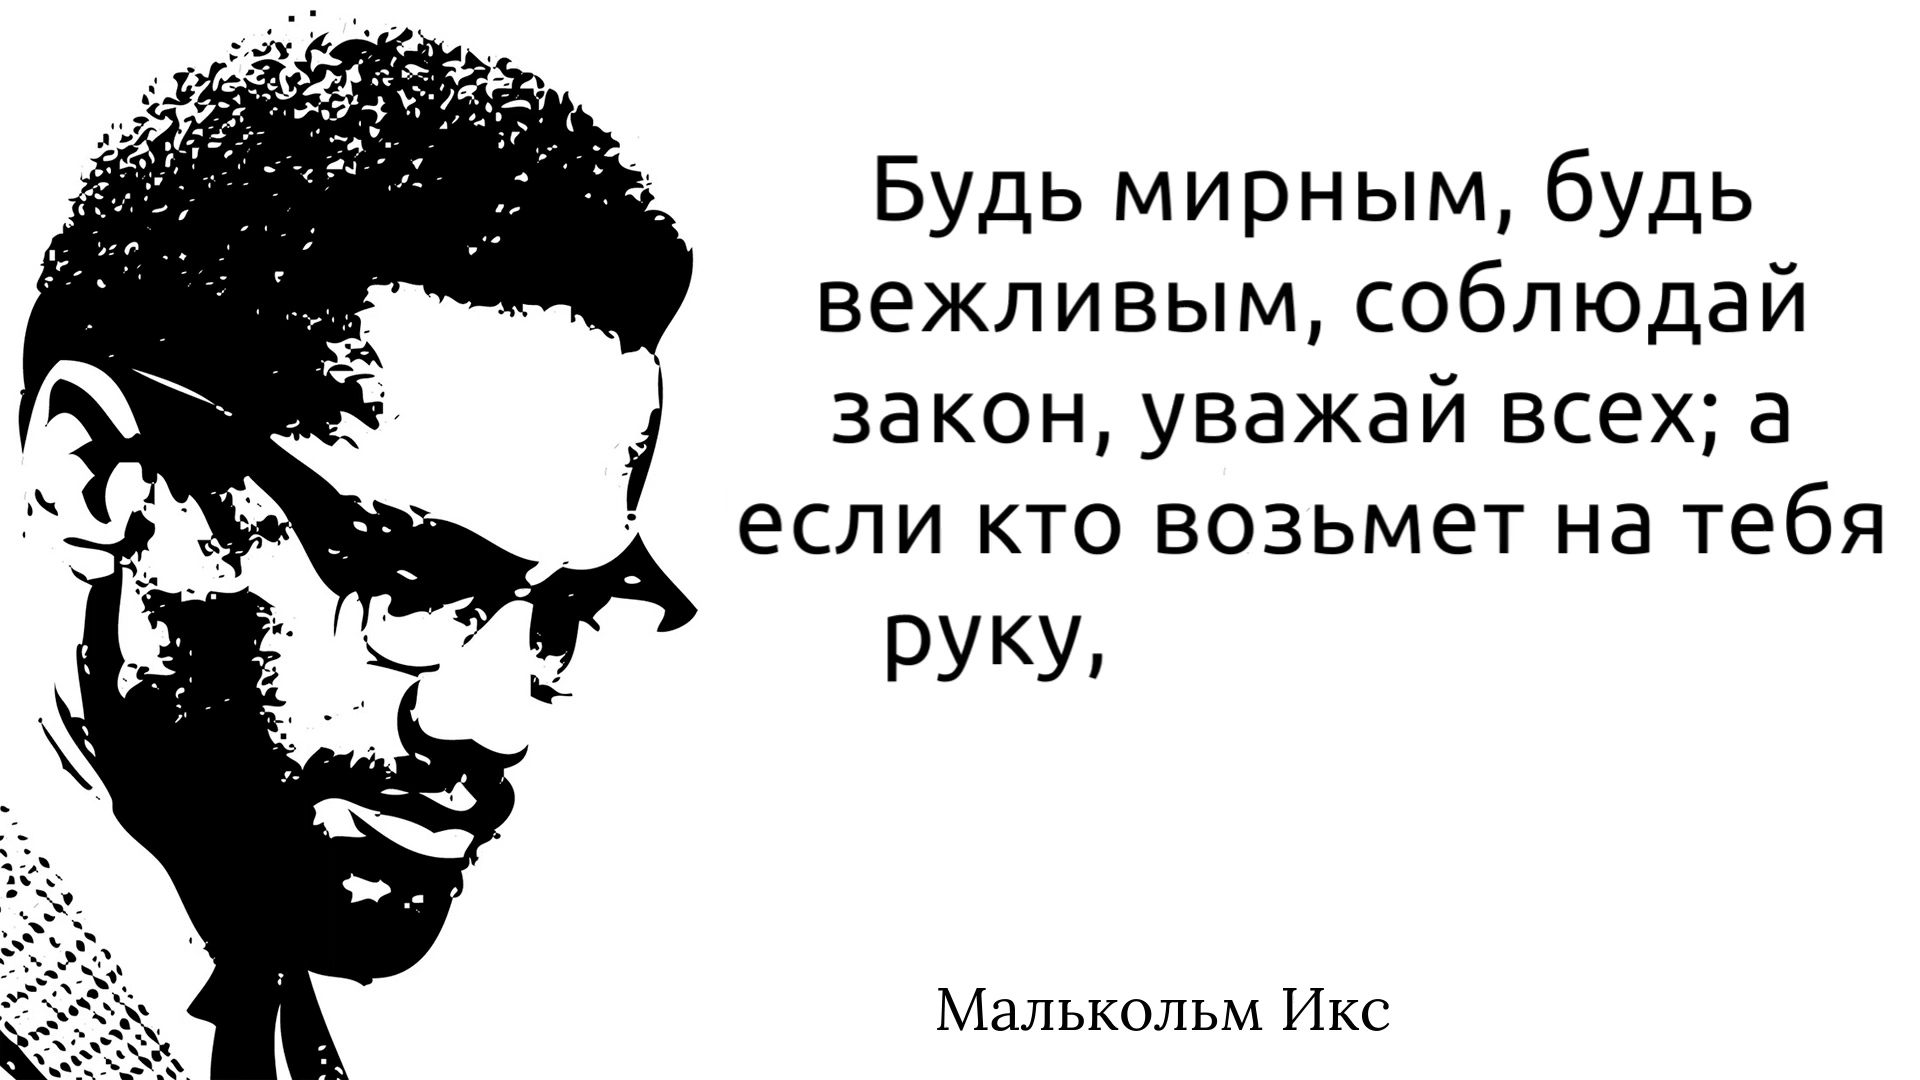 Будь мирным, будь
вежливым, соблюдай
закон, уважай всех; а
если кто возьмет на тебя
руку,
Малькольм Икс